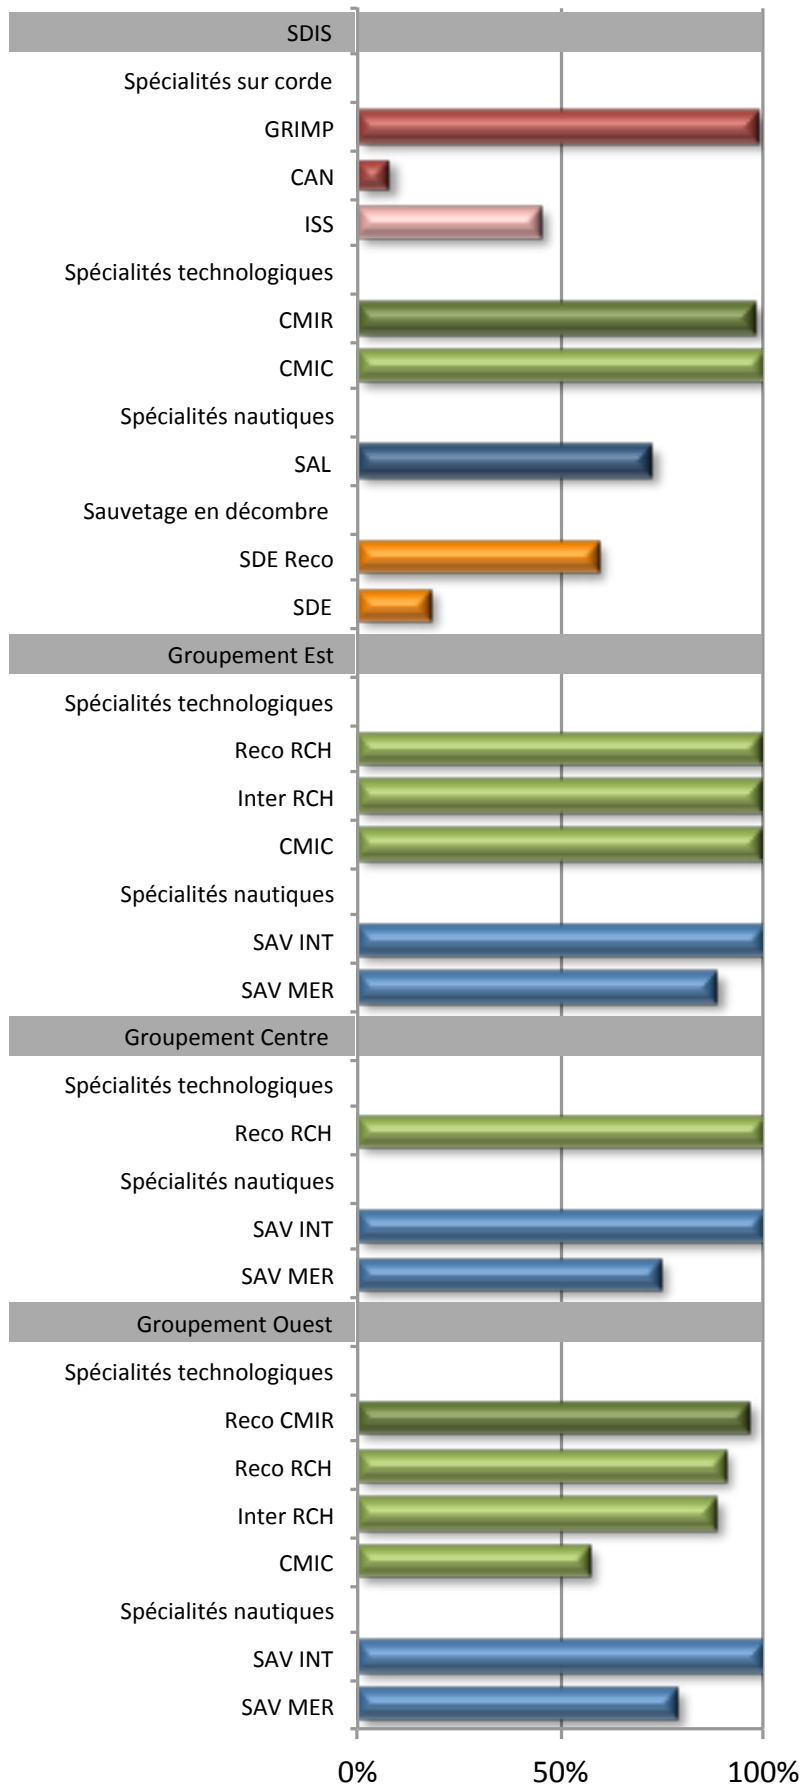 SDIS
Spécialités sur corde
GRIMP
CAN
ISS
Spécialités technologiques
CMIR
CMIC
Spécialités nautiques
SAL
Sauvetage en décombre
SDE Reco
SDE
Groupement Est
Spécialités technologiques
Reco RCH
Inter RCH
CMIC
Spécialités nautiques
SAV INT
SAV MER
Groupement Centre
Spécialités technologiques
Reco RCH
Spécialités nautiques
SAV INT
SAV MER
Groupement Ouest
Spécialités technologiques
Reco CMIR
Reco RCH
Inter RCH
CMIC
Spécialités nautiques
SAV INT
SAV MER
0% 50% 100%